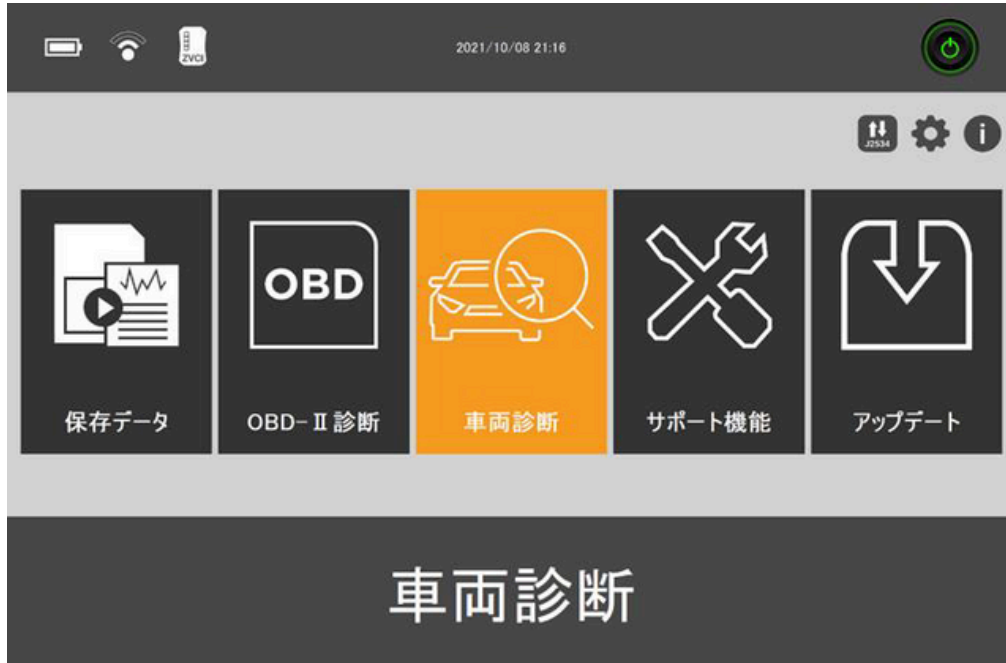 ZVCI
2021/10/08 21:16
J2534
i
OBD
保存データ
OBD-Ⅱ診断
車両診断
サポート機能
アップデート
車両診断